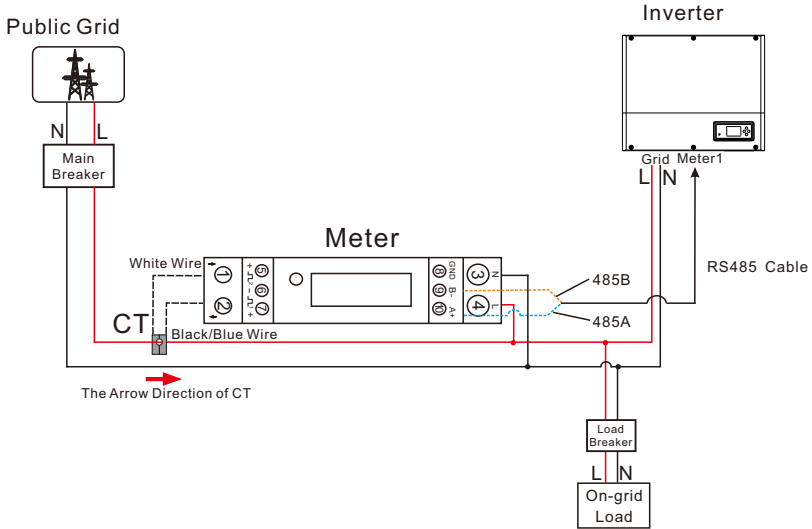 Public Grid
Inverter
N
L
Main
Breaker
Grid
Meter1
L
N
Meter
White Wire
1
2
+
-
+
5
6
7
GND
B-
A+
8
9
10
3
4
N
L
485B
485A
RS485 Cable
CT
Black/Blue Wire
The Arrow Direction of CT
Load
Breaker
L
N
On-grid
Load